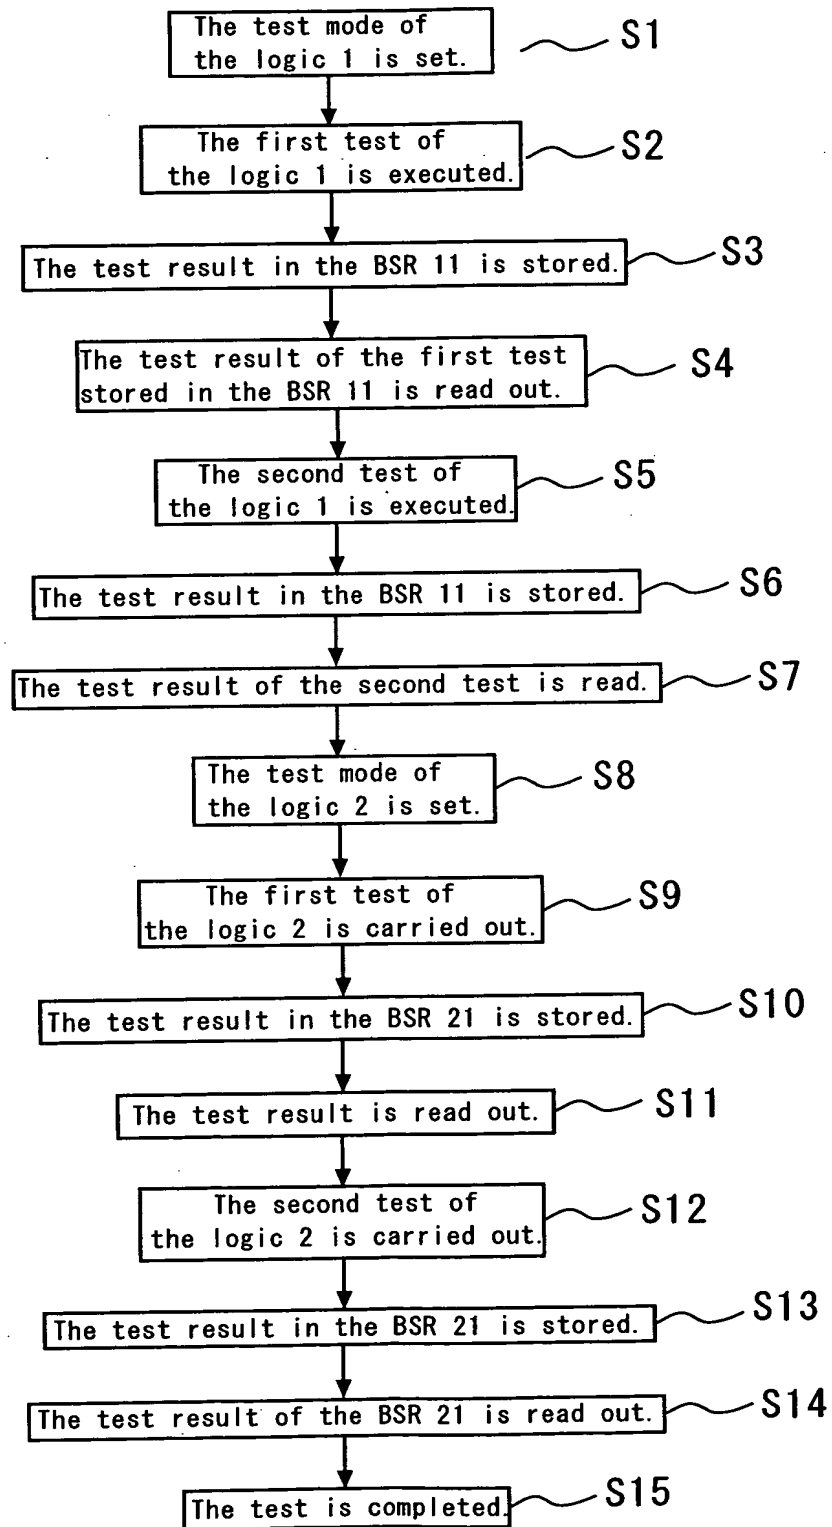 The test mode of
the logic 1 is set.
S1
The first test of
the logic 1 is executed.
S2
The test result in the BSR 11 is stored.
S3
The test result of the first test
stored in the BSR 11 is read out.
S4
The second test of
the logic 1 is executed.
S5
The test result in the BSR 11 is stored.
S6
The test result of the second test is read.
S7
The test mode of
the logic 2 is set.
S8
The first test of
the logic 2 is carried out.
S9
The test result in the BSR 21 is stored.
S10
The test result is read out.
S11
The second test of
the logic 2 is carried out.
S12
The test result in the BSR 21 is stored.
S13
The test result of the BSR 21 is read out.
S14
The test is completed.
S15